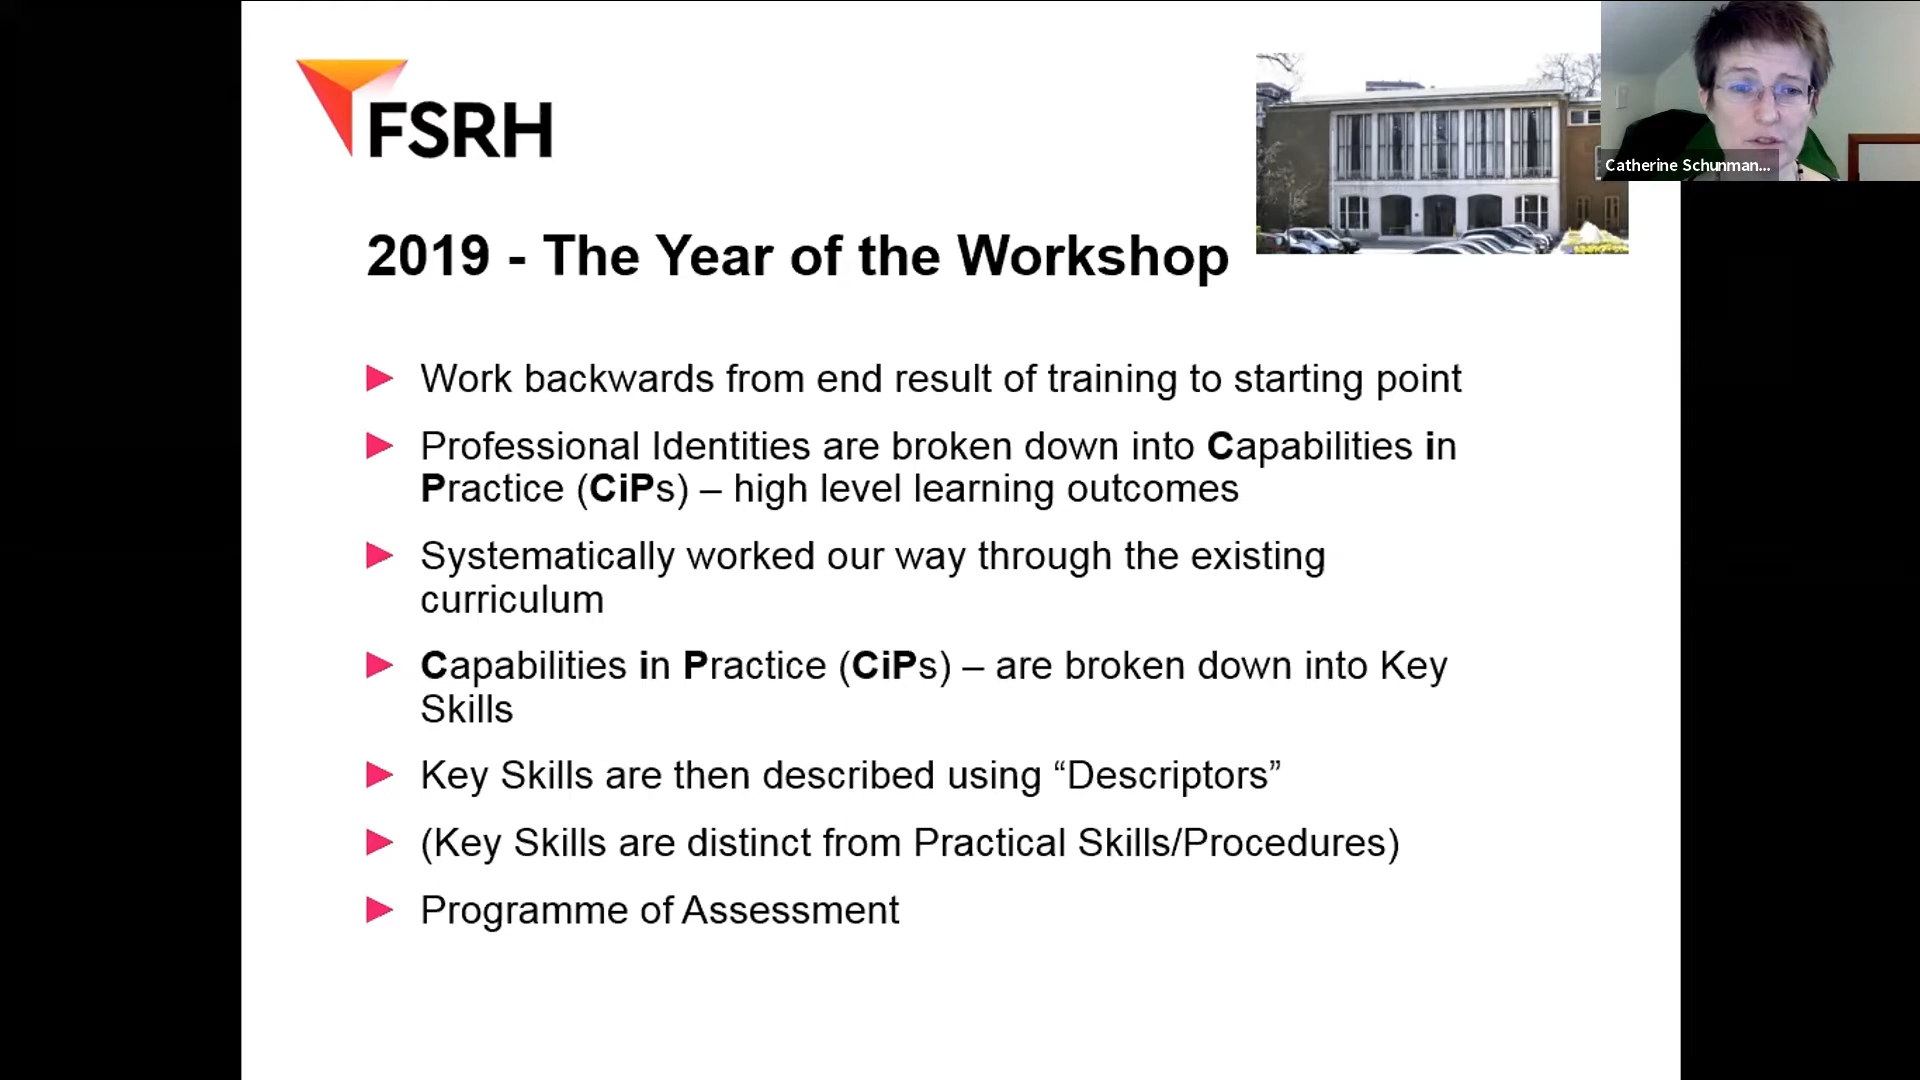 FSRH
Catherine Schunman...
2019 - The Year of the Workshop
Work backwards from end result of training to starting point
Professional Identities are broken down into Capabilities in
Practice (CiPs) – high level learning outcomes
Systematically worked our way through the existing
curriculum
Capabilities in Practice (CiPs) – are broken down into Key
Skills
Key Skills are then described using “Descriptors”
(Key Skills are distinct from Practical Skills/Procedures)
Programme of Assessment